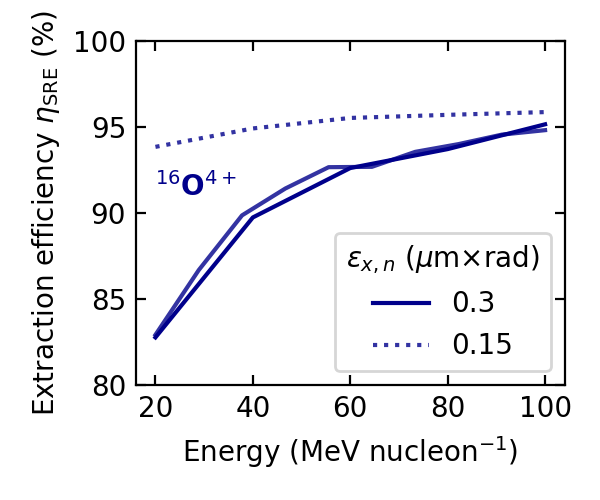 Extraction efficiency η_SRE (%)
100
95
90
85
80
¹⁶O⁴⁺
ε_{x,n} (μm×rad)
0.3
0.15
20 40 60 80 100
Energy (MeV nucleon⁻¹)